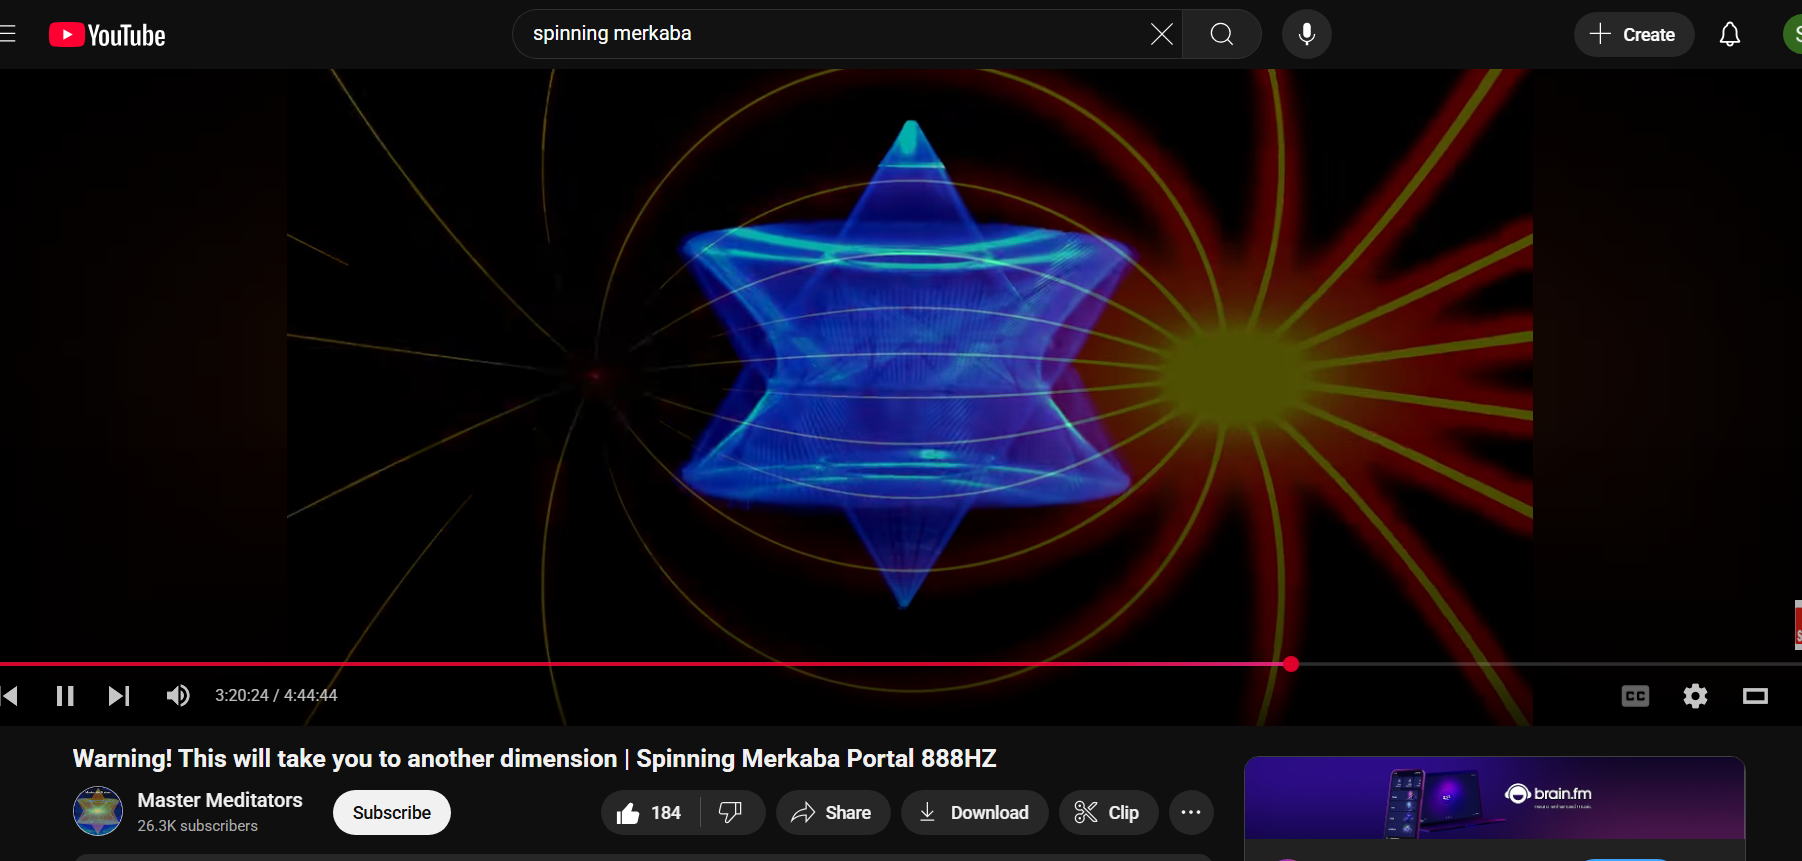 YouTube
spinning merkaba
Create
S
3:20:24 / 4:44:44
CC
Warning! This will take you to another dimension | Spinning Merkaba Portal 888HZ
Master Meditators
26.3K subscribers
Subscribe
184
Share
Download
Clip
brain.fm